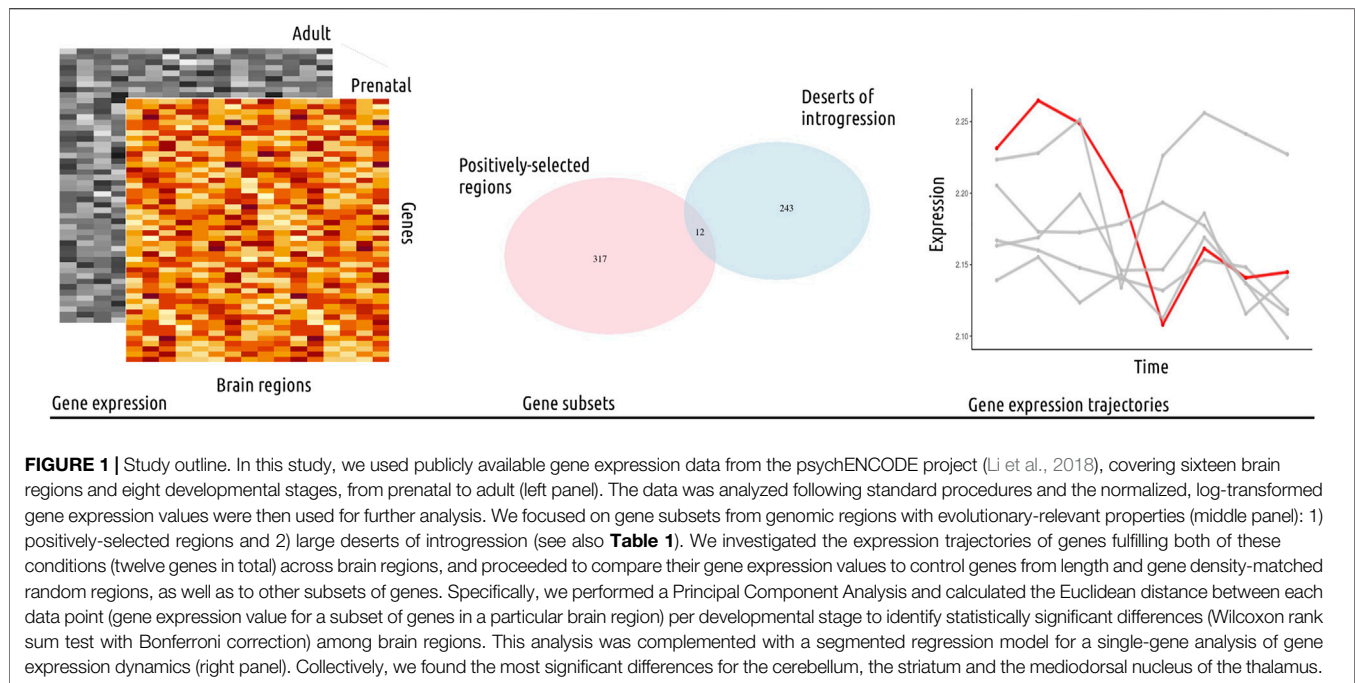 Adult
Prenatal
Genes
Brain regions
Gene expression
Positively-selected
regions
Deserts of
introgression
317
12
243
Gene subsets
Expression
2.25
2.20
2.15
2.10
Time
Gene expression trajectories
FIGURE 1 | Study outline. In this study, we used publicly available gene expression data from the psychENCODE project (Li et al., 2018), covering sixteen brain
regions and eight developmental stages, from prenatal to adult (left panel). The data was analyzed following standard procedures and the normalized, log-transformed
gene expression values were then used for further analysis. We focused on gene subsets from genomic regions with evolutionary-relevant properties (middle panel): 1)
positively-selected regions and 2) large deserts of introgression (see also Table 1). We investigated the expression trajectories of genes fulfilling both of these
conditions (twelve genes in total) across brain regions, and proceeded to compare their gene expression values to control genes from length and gene density-matched
random regions, as well as to other subsets of genes. Specifically, we performed a Principal Component Analysis and calculated the Euclidean distance between each
data point (gene expression value for a subset of genes in a particular brain region) per developmental stage to identify statistically significant differences (Wilcoxon rank
sum test with Bonferroni correction) among brain regions. This analysis was complemented with a segmented regression model for a single-gene analysis of gene
expression dynamics (right panel). Collectively, we found the most significant differences for the cerebellum, the striatum and the mediodorsal nucleus of the thalamus.